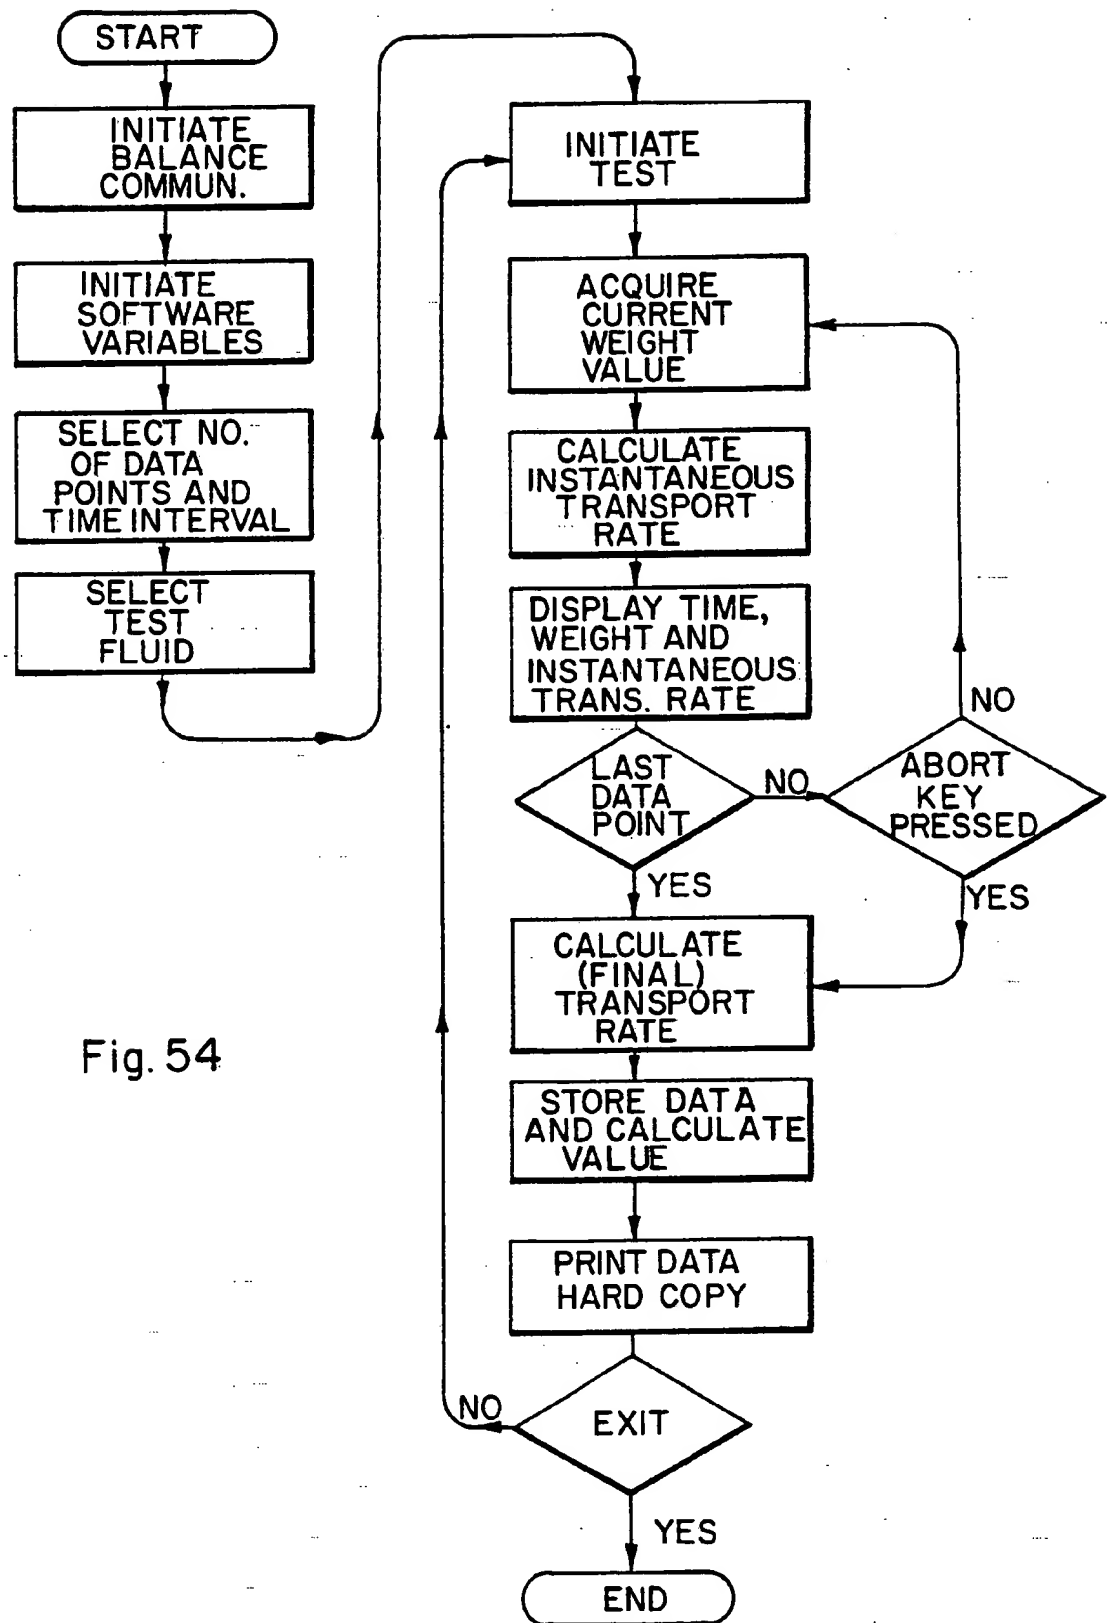 START
INITIATE
BALANCE
COMMUN.
INITIATE
SOFTWARE
VARIABLES
SELECT NO.
OF DATA
POINTS AND
TIME INTERVAL
SELECT
TEST
FLUID
INITIATE
TEST
ACQUIRE
CURRENT
WEIGHT
VALUE
CALCULATE
INSTANTANEOUS
TRANSPORT
RATE
DISPLAY TIME,
WEIGHT AND
INSTANTANEOUS
TRANS. RATE
LAST
DATA
POINT
NO
ABORT
KEY
PRESSED
NO
YES
YES
CALCULATE
(FINAL)
TRANSPORT
RATE
STORE DATA
AND CALCULATE
VALUE
PRINT DATA
HARD COPY
EXIT
NO
YES
END
Fig. 54